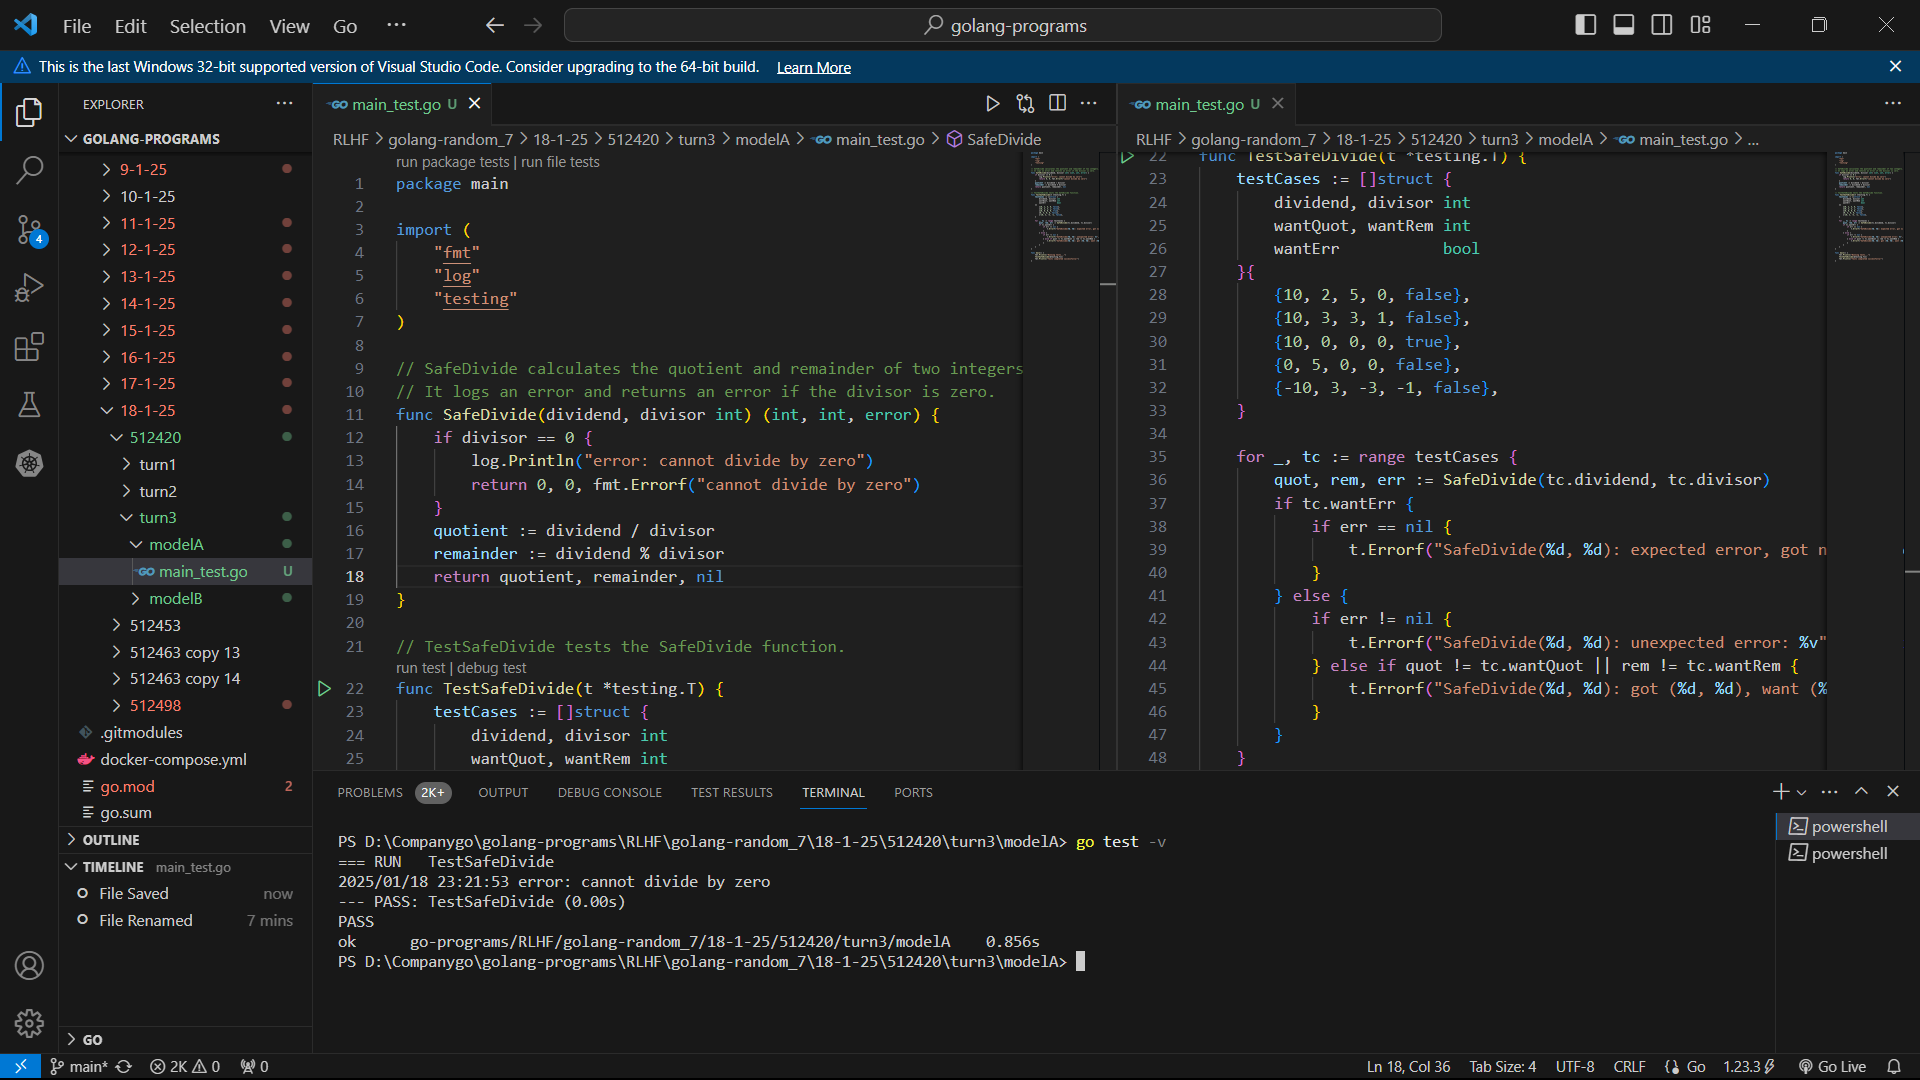 File Edit Selection View Go ··· golang-programs
This is the last Windows 32-bit supported version of Visual Studio Code. Consider upgrading to the 64-bit build. Learn More
EXPLORER
GOLANG-PROGRAMS
9-1-25
10-1-25
11-1-25
12-1-25
13-1-25
14-1-25
15-1-25
16-1-25
17-1-25
18-1-25
512420
turn1
turn2
turn3
modelA
main_test.go U
modelB
512453
512463 copy 13
512463 copy 14
512498
.gitmodules
docker-compose.yml
go.mod 2
go.sum
OUTLINE
TIMELINE main_test.go
File Saved now
File Renamed 7 mins
GO
4
main_test.go U
RLHF > golang-random_7 > 18-1-25 > 512420 > turn3 > modelA > main_test.go > SafeDivide
run package tests | run file tests
1 package main
2
3 import (
4 "fmt"
5 "log"
6 "testing"
7 )
8
9 // SafeDivide calculates the quotient and remainder of two integers
10 // It logs an error and returns an error if the divisor is zero.
11 func SafeDivide(dividend, divisor int) (int, int, error) {
12 if divisor == 0 {
13 log.Println("error: cannot divide by zero")
14 return 0, 0, fmt.Errorf("cannot divide by zero")
15 }
16 quotient := dividend / divisor
17 remainder := dividend % divisor
18 return quotient, remainder, nil
19 }
20
21 // TestSafeDivide tests the SafeDivide function.
run test | debug test
22 func TestSafeDivide(t *testing.T) {
23 testCases := []struct {
24 dividend, divisor int
25 wantQuot, wantRem int
main_test.go U
RLHF > golang-random_7 > 18-1-25 > 512420 > turn3 > modelA > main_test.go > ...
22 func TestSafeDivide(t *testing.T) {
23 testCases := []struct {
24 dividend, divisor int
25 wantQuot, wantRem int
26 wantErr bool
27 }{
28 {10, 2, 5, 0, false},
29 {10, 3, 3, 1, false},
30 {10, 0, 0, 0, true},
31 {0, 5, 0, 0, false},
32 {-10, 3, -3, -1, false},
33 }
34
35 for _, tc := range testCases {
36 quot, rem, err := SafeDivide(tc.dividend, tc.divisor)
37 if tc.wantErr {
38 if err == nil {
39 t.Errorf("SafeDivide(%d, %d): expected error, got n
40 }
41 } else {
42 if err != nil {
43 t.Errorf("SafeDivide(%d, %d): unexpected error: %v"
44 } else if quot != tc.wantQuot || rem != tc.wantRem {
45 t.Errorf("SafeDivide(%d, %d): got (%d, %d), want (%
46 }
47 }
48 }
PROBLEMS 2K+ OUTPUT DEBUG CONSOLE TEST RESULTS TERMINAL PORTS
PS D:\Companygo\golang-programs\RLHF\golang-random_7\18-1-25\512420\turn3\modelA> go test -v
=== RUN TestSafeDivide
2025/01/18 23:21:53 error: cannot divide by zero
--- PASS: TestSafeDivide (0.00s)
PASS
ok go-programs/RLHF/golang-random_7/18-1-25/512420/turn3/modelA 0.856s
PS D:\Companygo\golang-programs\RLHF\golang-random_7\18-1-25\512420\turn3\modelA>
powershell
powershell
main* 2K 0 0 Ln 18, Col 36 Tab Size: 4 UTF-8 CRLF Go 1.23.3 Go Live